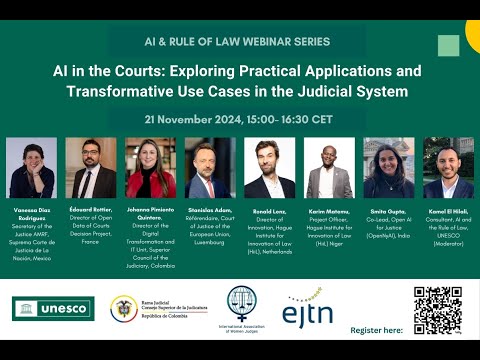 AI & RULE OF LAW WEBINAR SERIES
AI in the Courts: Exploring Practical Applications and
Transformative Use Cases in the Judicial System
21 November 2024, 15:00- 16:30 CET
Vanessa Díaz
Rodríguez
Secretary of the
Justice AMRF,
Suprema Corte de
Justicia de La
Nación, Mexico
Édouard Rottier,
Director of Open
Data of Courts
Decision Project,
France
Johanna Pimiento
Quintero,
Director of the
Digital
Transformation and
IT Unit, Superior
Council of the
Judiciary, Colombia
Stanislas Adam,
Référendaire, Court
of Justice of the
European Union,
Luxembourg
Ronald Lenz,
Director of
Innovation, Hague
Institute for
Innovation of Law
(HiiL), Netherlands
Karim Matamu,
Project Officer,
Hague Institute for
Innovation of Law
(HiiL) Niger
Smita Gupta,
Co-Lead, Open AI
for Justice
(OpenNyAI), India
Kamel El Hilali,
Consultant, AI and
the Rule of Law,
UNESCO
(Moderator)
unesco
Rama Judicial
Consejo Superior de la Judicatura
República de Colombia
International Association
of Women Judges
ejtn
Register here: